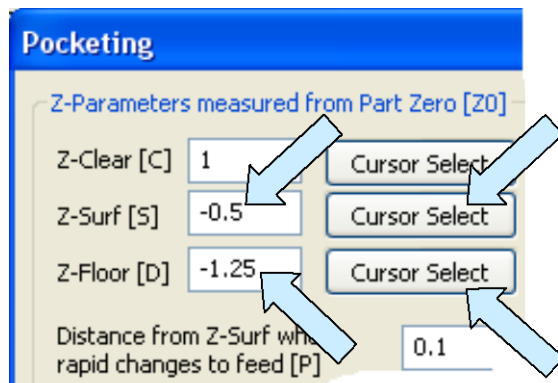 Pocketing
Z-Parameters measured from Part Zero [Z0]
Z-Clear [C] 1 Cursor Select
Z-Surf [S] -0.5 Cursor Select
Z-Floor [D] -1.25 Cursor Select
Distance from Z-Surf
rapid changes to feed [P] 0.1